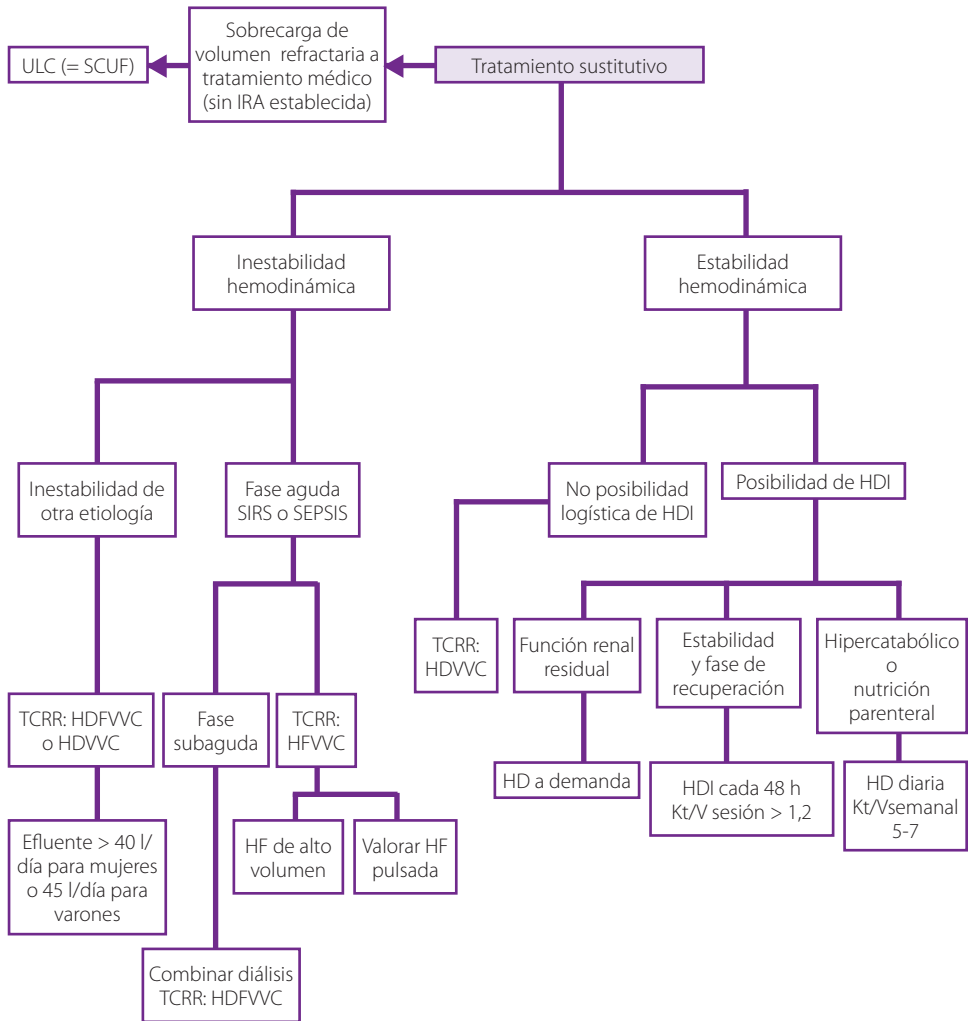 ULC (= SCUF)
Sobrecarga de
volumen refractaria a
tratamiento médico
(sin IRA establecida)
Tratamiento sustitutivo
Inestabilidad
hemodinámica
Estabilidad
hemodinámica
Inestabilidad de
otra etiología
Fase aguda
SIRS o SEPSIS
No posibilidad
logística de HDI
Posibilidad de HDI
TCRR: HDFVVC
o HDVVC
Fase
subaguda
TCRR:
HFVVC
TCRR:
HDVVC
Función renal
residual
Estabilidad
y fase de
recuperación
Hipercatabólico
o
nutrición
parenteral
Efluente > 40 l/
día para mujeres
o 45 l/día para
varones
HF de alto
volumen
Valorar HF
pulsada
HD a demanda
HDI cada 48 h
Kt/V sesión > 1,2
HD diaria
Kt/Vsemanal
5-7
Combinar diálisis
TCRR: HDFVVC